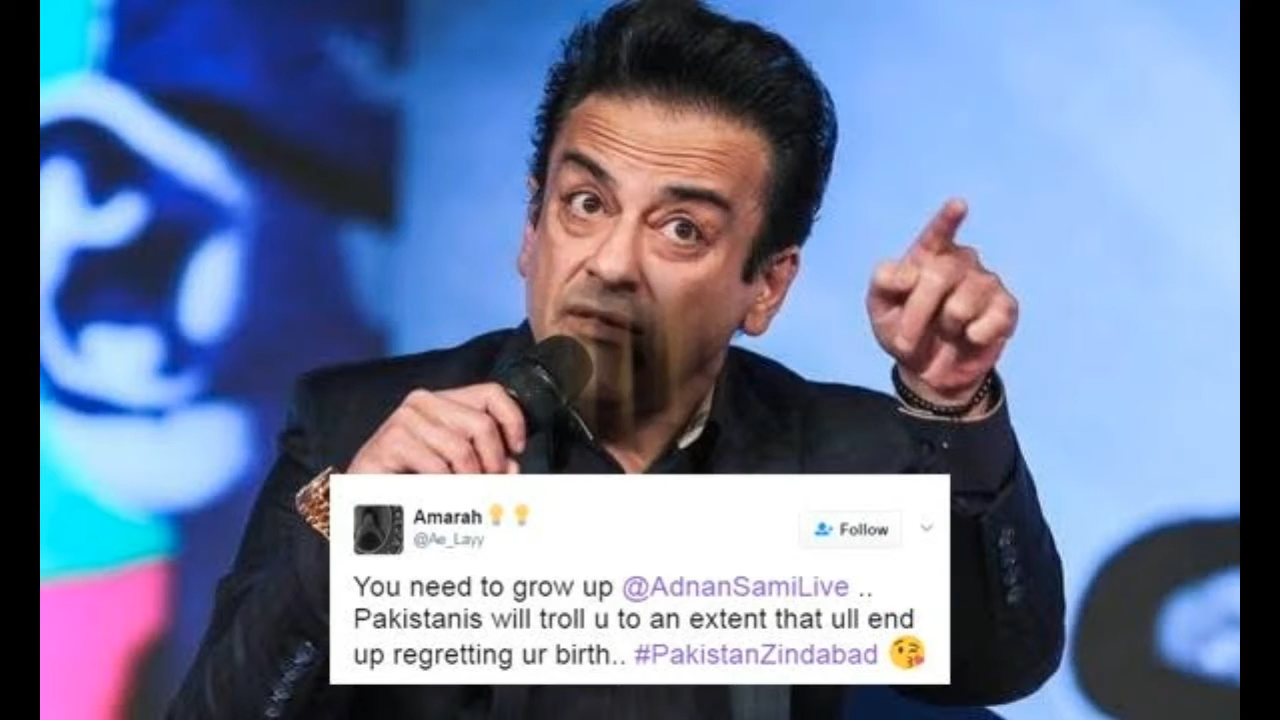 Amarah💡💡
@Ae_Layy
Follow
You need to grow up @AdnanSamiLive ..
Pakistanis will troll u to an extent that ull end
up regretting ur birth.. #PakistanZindabad 😘